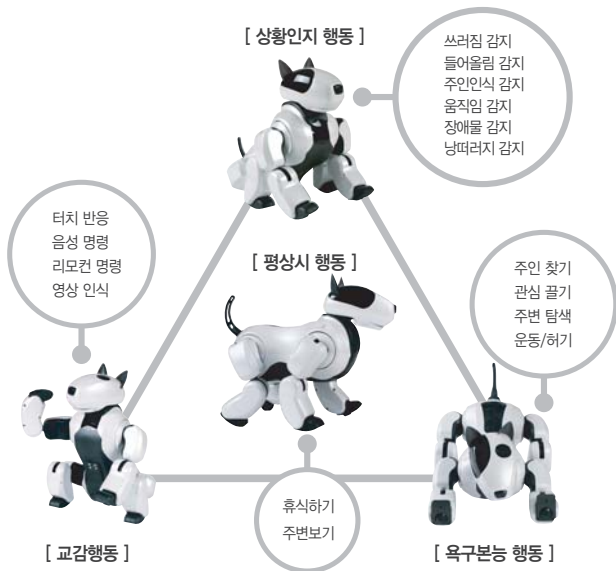 [ 상황인지 행동 ]
쓰러짐 감지
들어올림 감지
주인인식 감지
움직임 감지
장애물 감지
낭떠러지 감지
터치 반응
음성 명령
리모컨 명령
영상 인식
[ 평상시 행동 ]
주인 찾기
관심 끌기
주변 탐색
운동/허기
휴식하기
주변보기
[ 교감행동 ]
[ 욕구본능 행동 ]